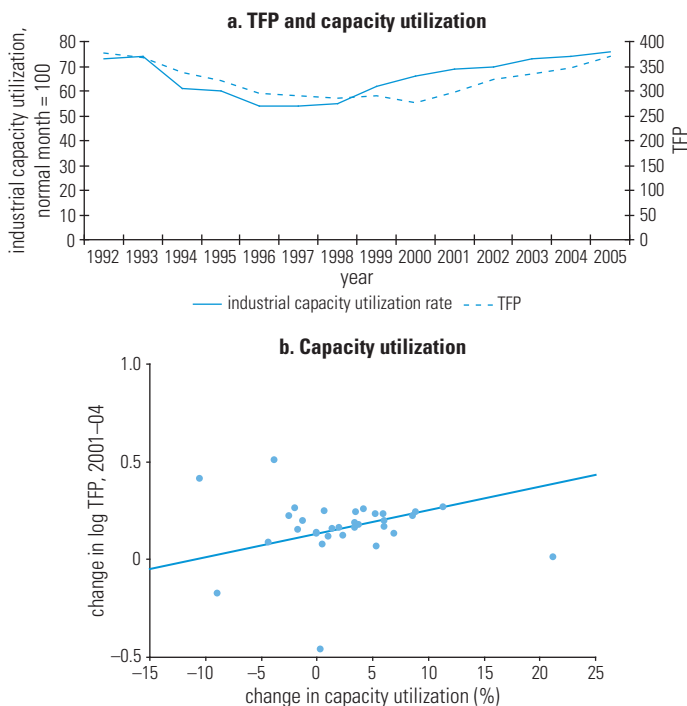 a. TFP and capacity utilization
industrial capacity utilization,
normal month = 100
80
70
60
50
40
30
20
10
0
400
350
300
250
200
150
100
50
0
TFP
1992 1993 1994 1995 1996 1997 1998 1999 2000 2001 2002 2003 2004 2005
year
industrial capacity utilization rate TFP
b. Capacity utilization
change in log TFP, 2001–04
1.0
0.5
0
–0.5
–15 –10 –5 0 5 10 15 20 25
change in capacity utilization (%)